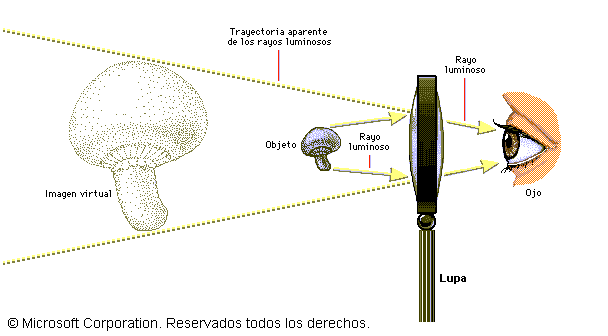 Trayectoria aparente
de los rayos luminosos
Rayo
luminoso
Objeto
Rayo
luminoso
Imagen virtual
Ojo
Lupa
© Microsoft Corporation. Reservados todos los derechos.